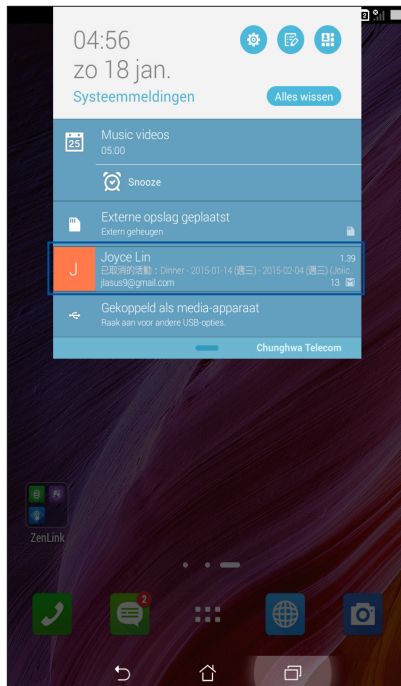 04:56
zo 18 jan.
Systeemmeldingen
Alles wissen
25
Music videos
05:00
Snooze
Externe opslag geplaatst
Extern geheugen
J
Joyce Lin
1.39
已取消的活動：Dinner - 2015-01-14 (週三) - 2015-02-04 (週三) (Joiic..
jlasus9@gmail.com
13
Gekoppeld als media-apparaat
Raak aan voor andere USB-opties.
Chunghwa Telecom
ZenLink
2